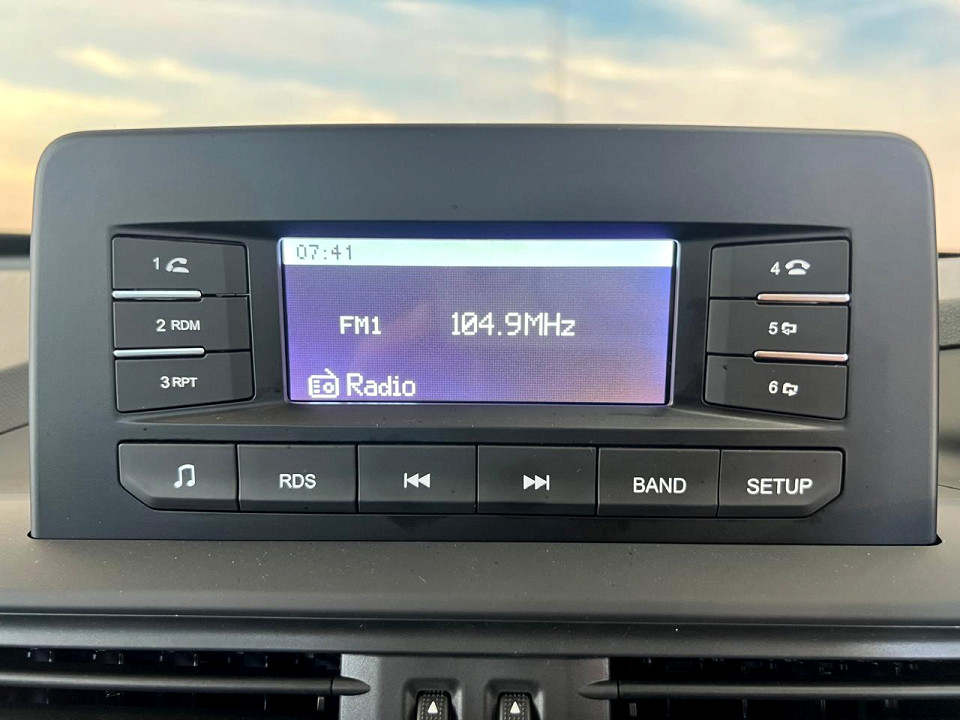 07:41
FM1 104.9MHz
Radio
1
2 RDM
3 RPT
4
5
6
RDS
BAND
SETUP